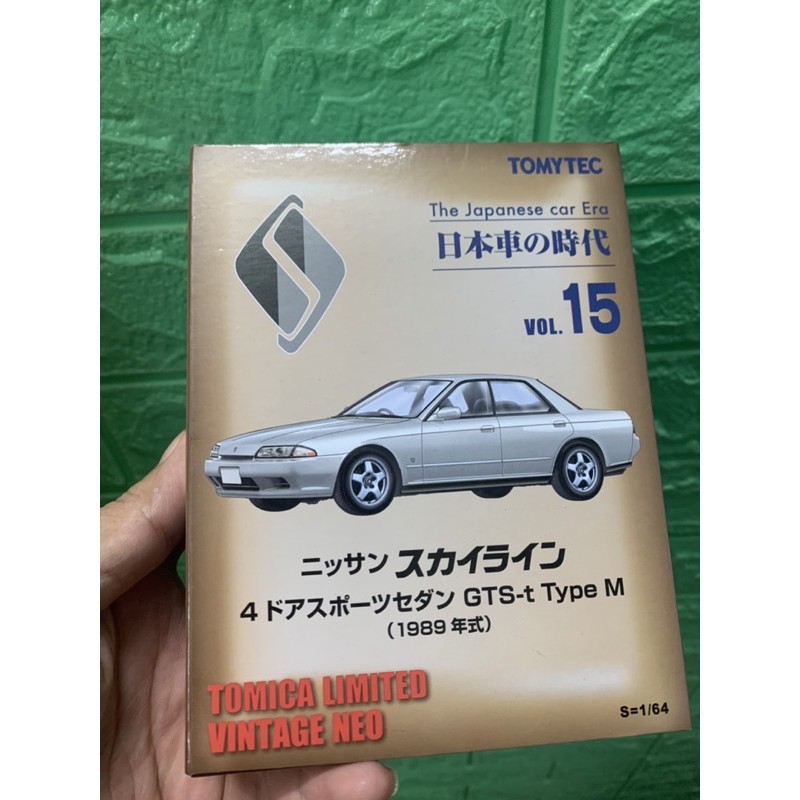 TOMYTEC
The Japanese car Era
日本車の時代
VOL.15
ニッサン スカイライン
4ドアスポーツセダン GTS-t Type M
(1989年式)
TOMICA LIMITED
VINTAGE NEO
S=1/64